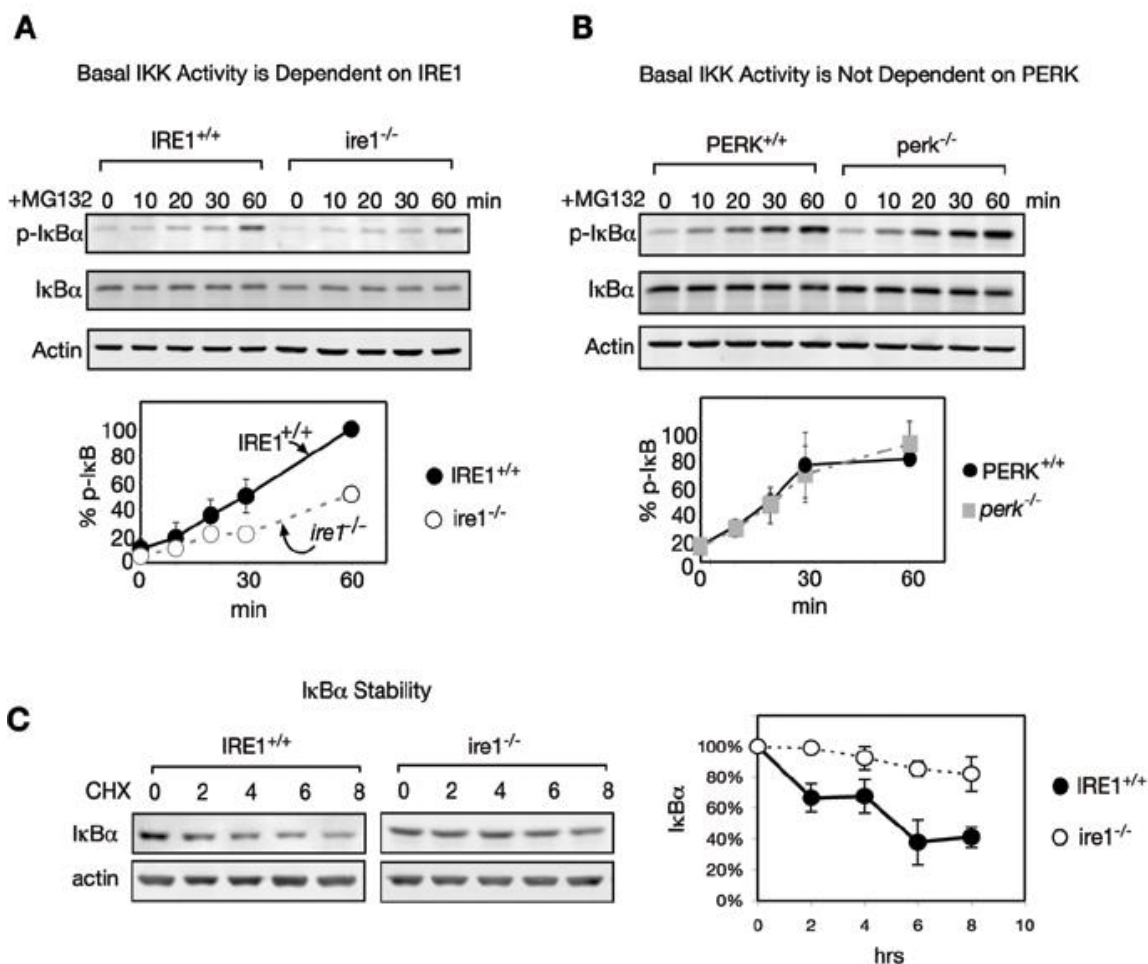 A
Basal IKK Activity is Dependent on IRE1
IRE1+/+ ire1-/-
+MG132 0 10 20 30 60 0 10 20 30 60 min
p-IκBα
IκBα
Actin
% p-IκB
100
80
60
40
20
0
IRE1+/+
ire1-/-
0 30 60
min
IRE1+/+
ire1-/-
B
Basal IKK Activity is Not Dependent on PERK
PERK+/+ perk-/-
+MG132 0 10 20 30 60 0 10 20 30 60 min
p-IκBα
IκBα
Actin
% p-IκB
100
80
60
40
20
0
0 30 60
min
PERK+/+
perk-/-
C
IκBα Stability
IRE1+/+ ire1-/-
CHX 0 2 4 6 8 0 2 4 6 8
IκBα
actin
IκBα
100%
80%
60%
40%
20%
0%
0 2 4 6 8 10
hrs
IRE1+/+
ire1-/-